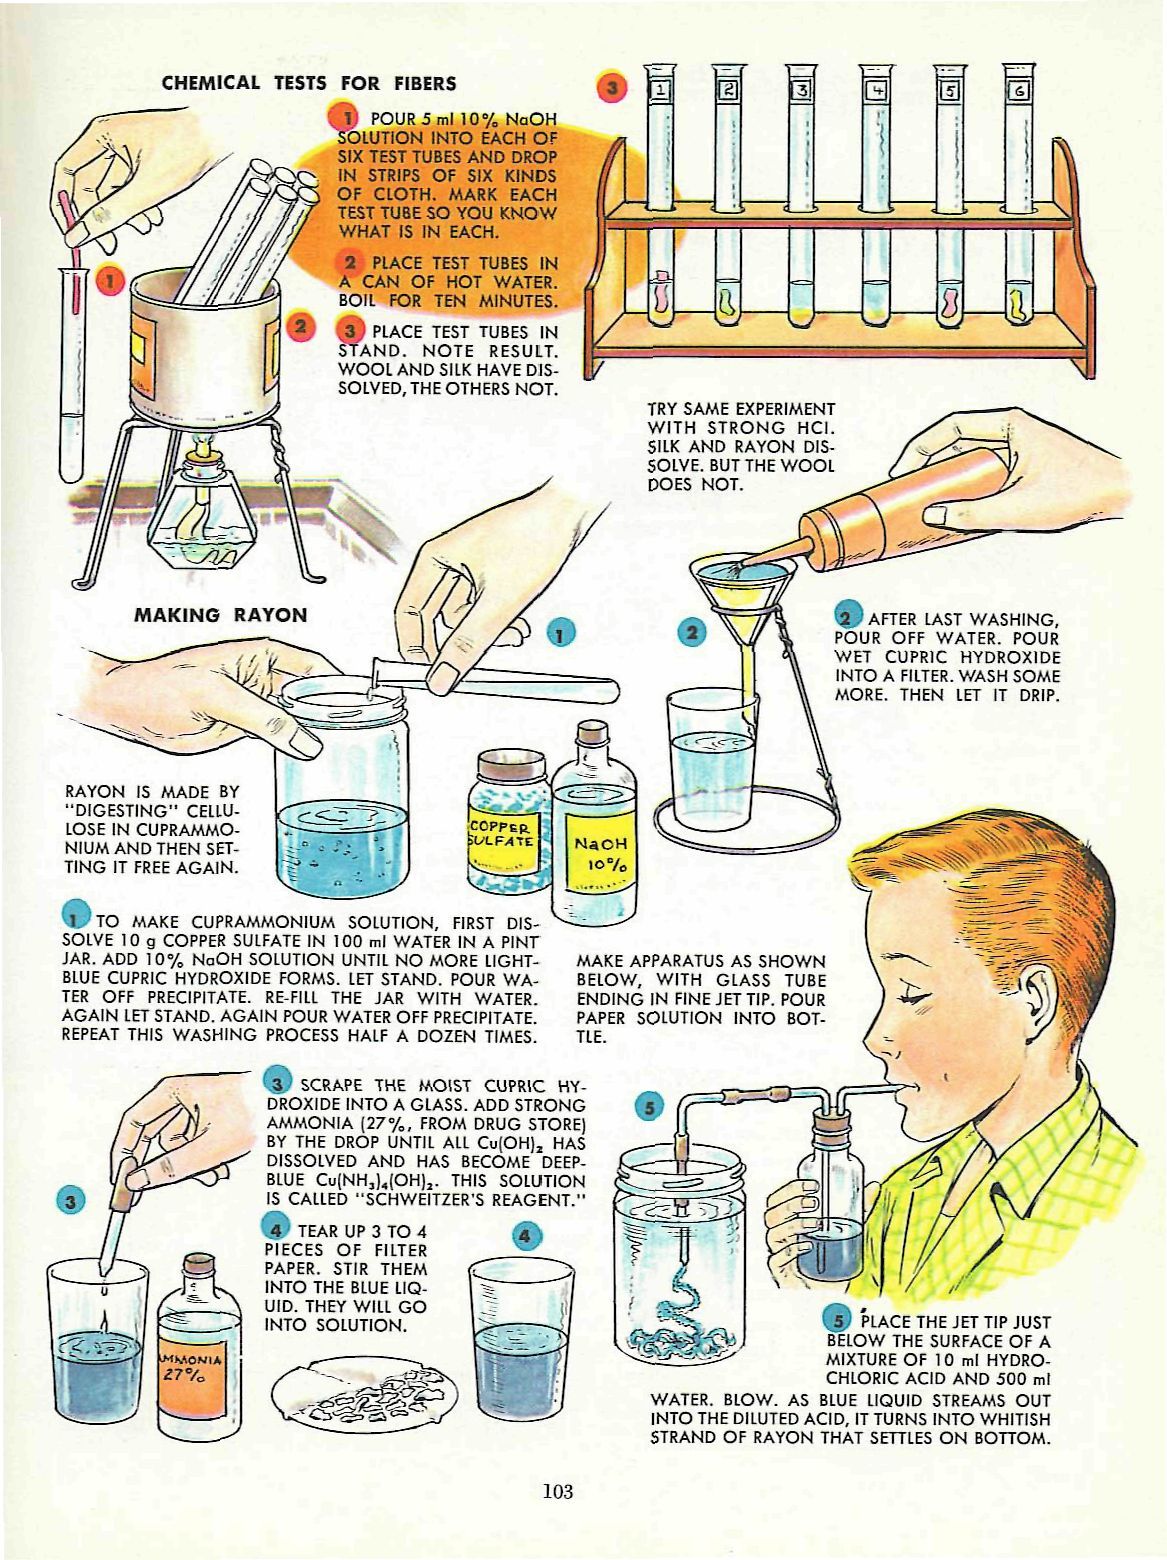 CHEMICAL TESTS FOR FIBERS
1 POUR 5 ml 10% NaOH
SOLUTION INTO EACH OF
SIX TEST TUBES AND DROP
IN STRIPS OF SIX KINDS
OF CLOTH. MARK EACH
TEST TUBE SO YOU KNOW
WHAT IS IN EACH.
2 PLACE TEST TUBES IN
A CAN OF HOT WATER.
BOIL FOR TEN MINUTES.
3 PLACE TEST TUBES IN
STAND. NOTE RESULT.
WOOL AND SILK HAVE DIS-
SOLVED, THE OTHERS NOT.
1
2
3
1 2 3 4 5 6
TRY SAME EXPERIMENT
WITH STRONG HCl.
SILK AND RAYON DIS-
SOLVE. BUT THE WOOL
DOES NOT.
MAKING RAYON
1
2
2 AFTER LAST WASHING,
POUR OFF WATER. POUR
WET CUPRIC HYDROXIDE
INTO A FILTER. WASH SOME
MORE. THEN LET IT DRIP.
RAYON IS MADE BY
"DIGESTING" CELLU-
LOSE IN CUPRAMMO-
NIUM AND THEN SET-
TING IT FREE AGAIN.
COPPER
SULFATE
NaOH
10%
1 TO MAKE CUPRAMMONIUM SOLUTION, FIRST DIS-
SOLVE 10 g COPPER SULFATE IN 100 ml WATER IN A PINT
JAR. ADD 10% NaOH SOLUTION UNTIL NO MORE LIGHT-
BLUE CUPRIC HYDROXIDE FORMS. LET STAND. POUR WA-
TER OFF PRECIPITATE. RE-FILL THE JAR WITH WATER.
AGAIN LET STAND. AGAIN POUR WATER OFF PRECIPITATE.
REPEAT THIS WASHING PROCESS HALF A DOZEN TIMES.
MAKE APPARATUS AS SHOWN
BELOW, WITH GLASS TUBE
ENDING IN FINE JET TIP. POUR
PAPER SOLUTION INTO BOT-
TLE.
3 SCRAPE THE MOIST CUPRIC HY-
DROXIDE INTO A GLASS. ADD STRONG
AMMONIA (27%, FROM DRUG STORE)
BY THE DROP UNTIL ALL Cu(OH)₂ HAS
DISSOLVED AND HAS BECOME DEEP-
BLUE Cu(NH₃)₄(OH)₂. THIS SOLUTION
IS CALLED "SCHWEITZER'S REAGENT."
3
4 TEAR UP 3 TO 4
PIECES OF FILTER
PAPER. STIR THEM
INTO THE BLUE LIQ-
UID. THEY WILL GO
INTO SOLUTION.
4
AMMONIA
27%
5
5 PLACE THE JET TIP JUST
BELOW THE SURFACE OF A
MIXTURE OF 10 ml HYDRO-
CHLORIC ACID AND 500 ml
WATER. BLOW. AS BLUE LIQUID STREAMS OUT
INTO THE DILUTED ACID, IT TURNS INTO WHITISH
STRAND OF RAYON THAT SETTLES ON BOTTOM.
103